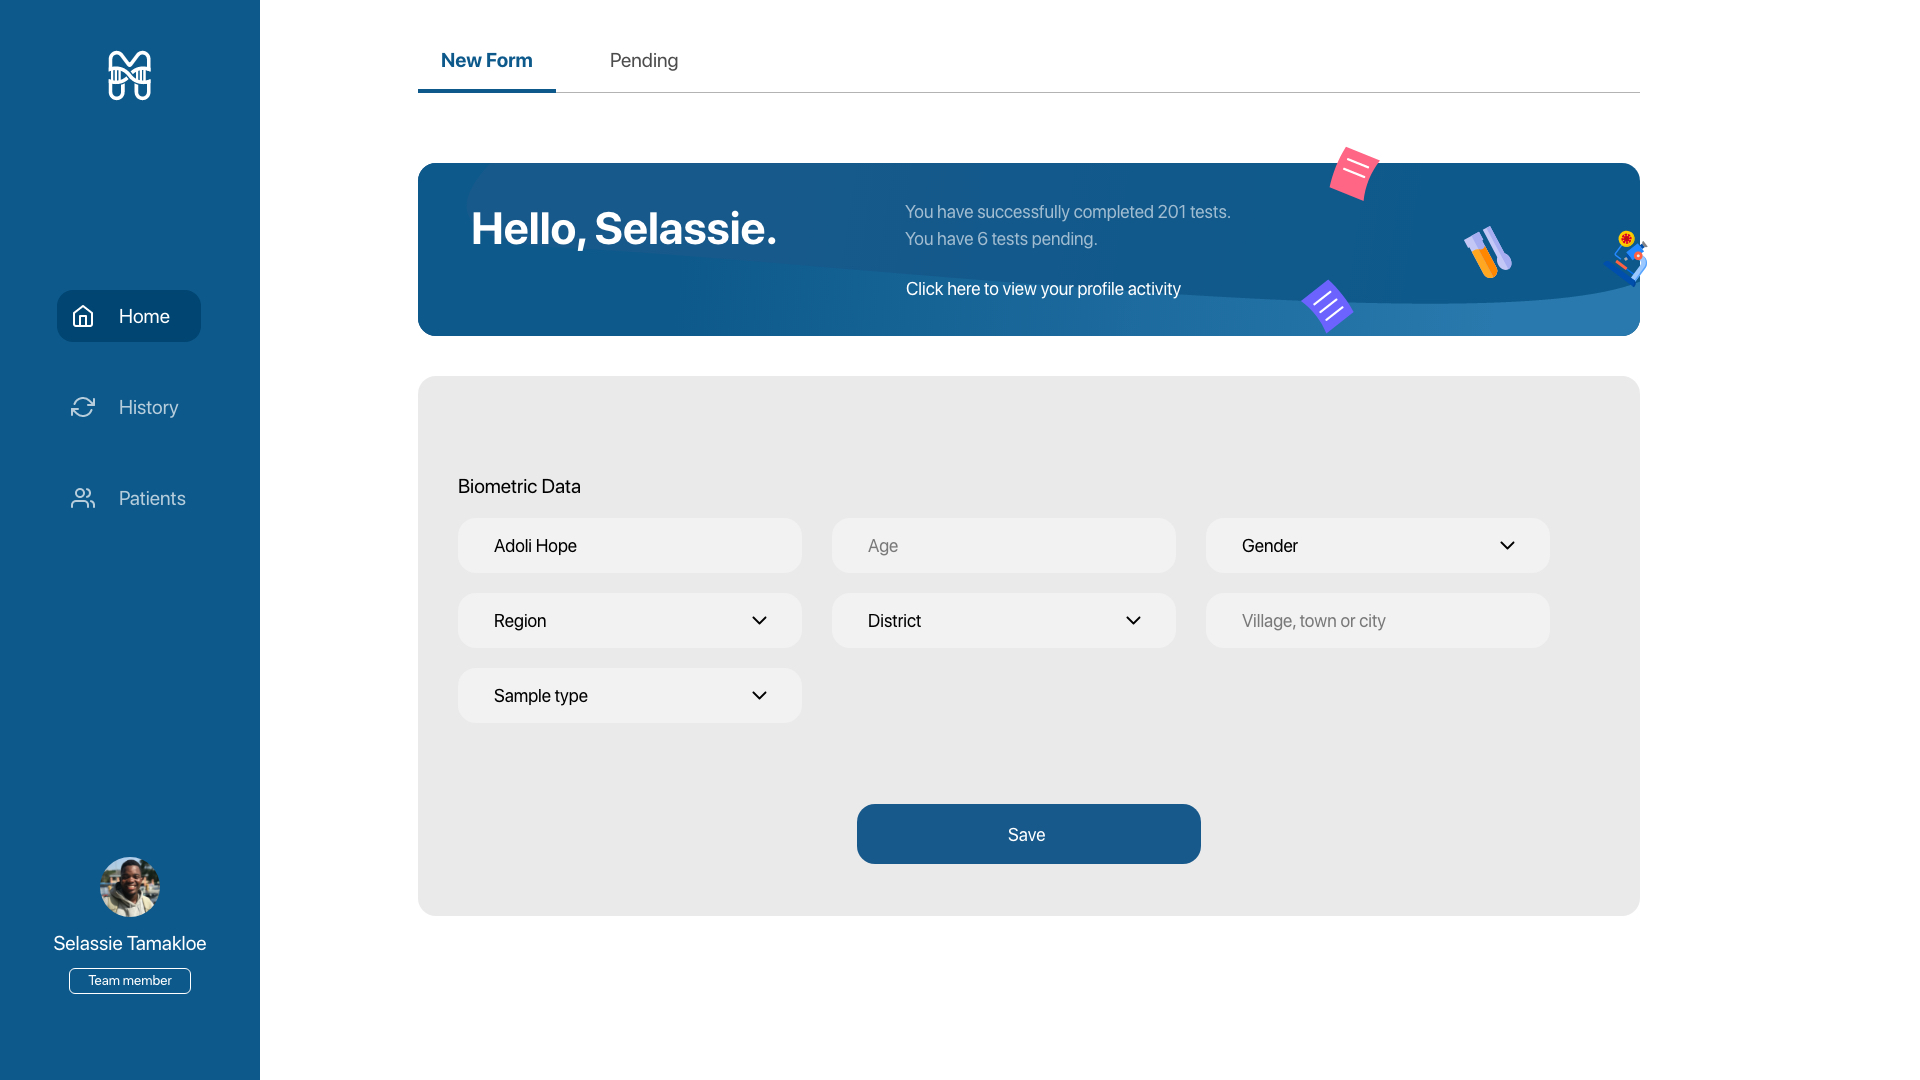 New Form
Pending
Hello, Selassie.
You have successfully completed 201 tests.
You have 6 tests pending.
Click here to view your profile activity
Home
History
Patients
Biometric Data
Adoli Hope
Age
Gender
Region
District
Village, town or city
Sample type
Save
Selassie Tamakloe
Team member